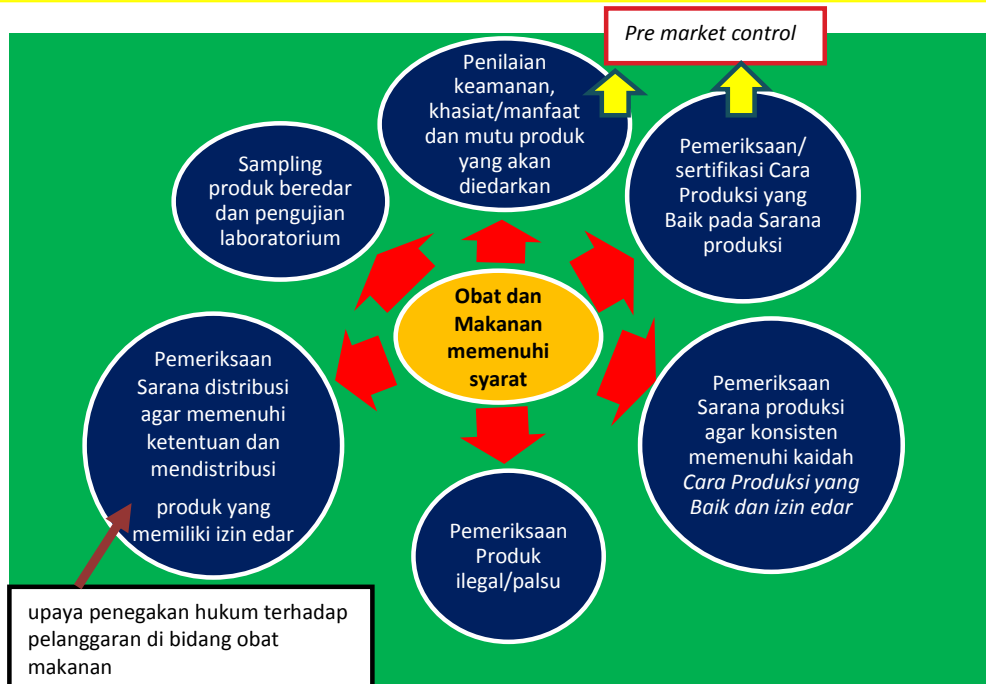 Pre market control
Penilaian
keamanan,
khasiat/manfaat
dan mutu produk
yang akan
diedarkan
Pemeriksaan/
sertifikasi Cara
Produksi yang
Baik pada Sarana
produksi
Sampling
produk beredar
dan pengujian
laboratorium
Obat dan
Makanan
memenuhi
syarat
Pemeriksaan
Sarana distribusi
agar memenuhi
ketentuan dan
mendistribusi
produk yang
memiliki izin edar
Pemeriksaan
Sarana produksi
agar konsisten
memenuhi kaidah
Cara Produksi yang
Baik dan izin edar
Pemeriksaan
Produk
ilegal/palsu
upaya penegakan hukum terhadap
pelanggaran di bidang obat
makanan